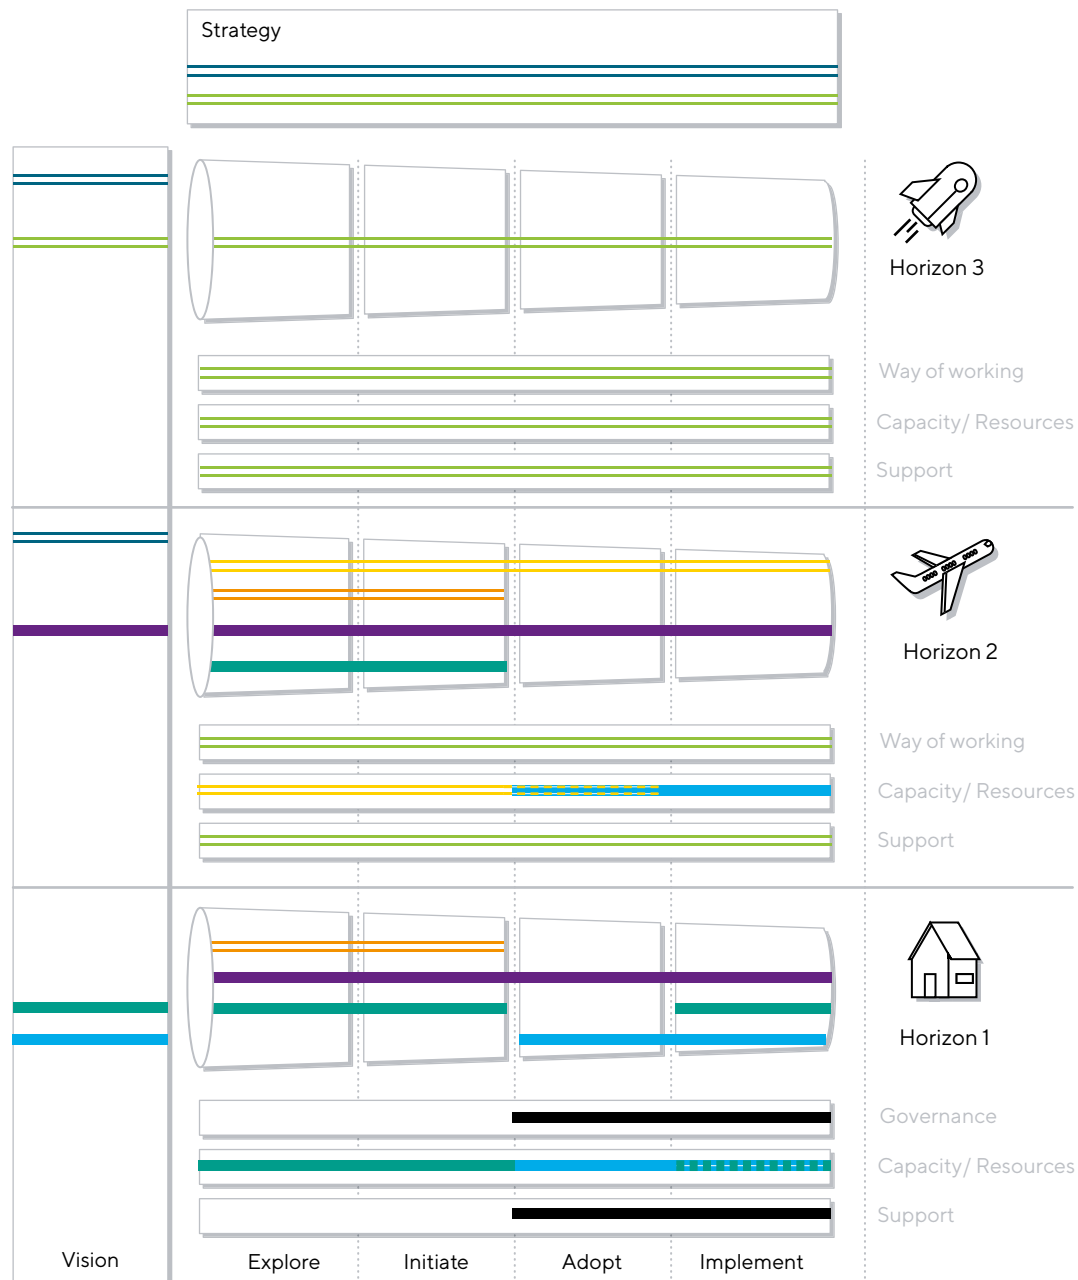 Strategy
Horizon 3
Way of working
Capacity/ Resources
Support
Horizon 2
Way of working
Capacity/ Resources
Support
Horizon 1
Governance
Capacity/ Resources
Support
Vision
Explore
Initiate
Adopt
Implement